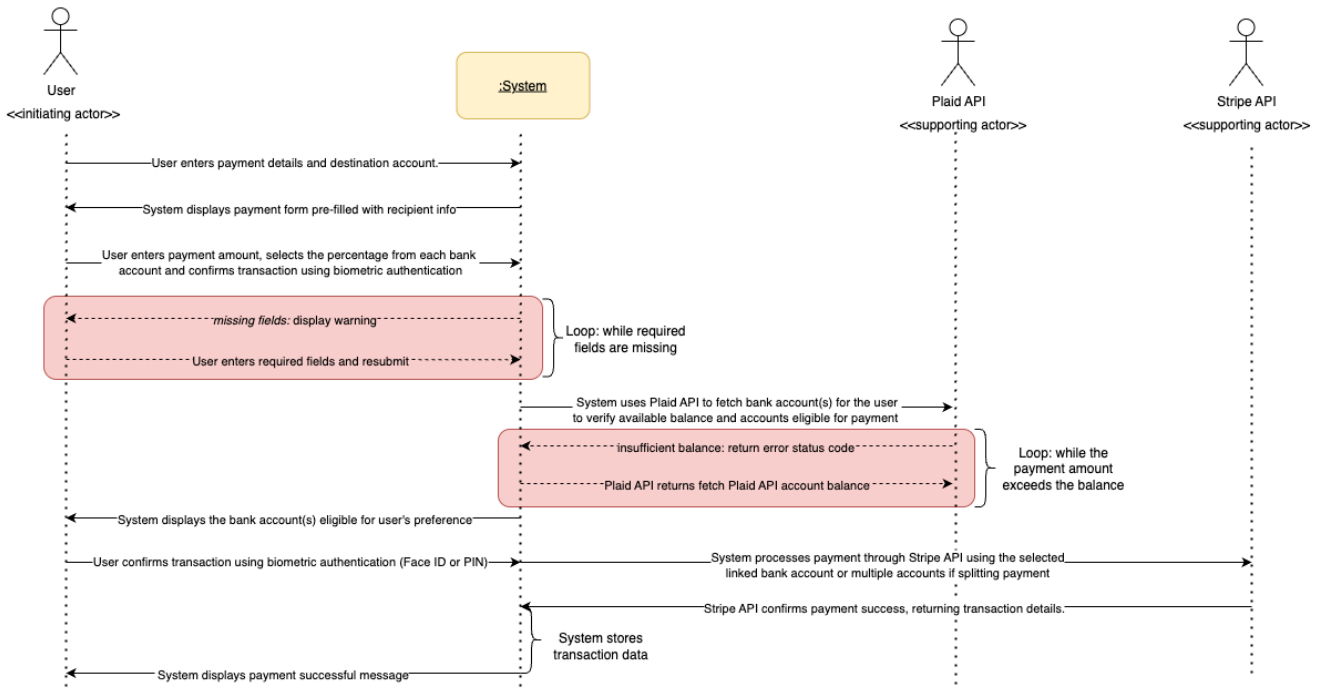 User
<<initiating actor>>
:System
Plaid API
<<supporting actor>>
Stripe API
<<supporting actor>>
User enters payment details and destination account.
System displays payment form pre-filled with recipient info
User enters payment amount, selects the percentage from each bank
account and confirms transaction using biometric authentication
missing fields: display warning
User enters required fields and resubmit
Loop: while required
fields are missing
System uses Plaid API to fetch bank account(s) for the user
to verify available balance and accounts eligible for payment
insufficient balance: return error status code
Plaid API returns fetch Plaid API account balance
Loop: while the
payment amount
exceeds the balance
System displays the bank account(s) eligible for user's preference
User confirms transaction using biometric authentication (Face ID or PIN)
System processes payment through Stripe API using the selected
linked bank account or multiple accounts if splitting payment
Stripe API confirms payment success, returning transaction details.
System stores
transaction data
System displays payment successful message